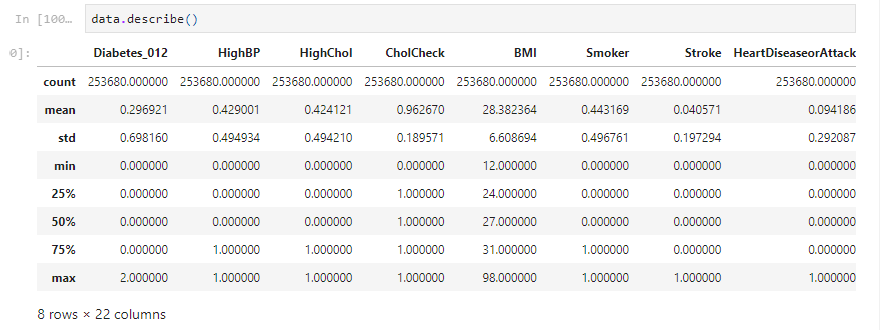 In [100... data.describe()
0]:
Diabetes_012 HighBP HighChol CholCheck BMI Smoker Stroke HeartDiseaseorAttack
count 253680.000000 253680.000000 253680.000000 253680.000000 253680.000000 253680.000000 253680.000000 253680.000000
mean 0.296921 0.429001 0.424121 0.962670 28.382364 0.443169 0.040571 0.094186
std 0.698160 0.494934 0.494210 0.189571 6.608694 0.496761 0.197294 0.292087
min 0.000000 0.000000 0.000000 0.000000 12.000000 0.000000 0.000000 0.000000
25% 0.000000 0.000000 0.000000 1.000000 24.000000 0.000000 0.000000 0.000000
50% 0.000000 0.000000 0.000000 1.000000 27.000000 0.000000 0.000000 0.000000
75% 0.000000 1.000000 1.000000 1.000000 31.000000 1.000000 0.000000 0.000000
max 2.000000 1.000000 1.000000 1.000000 98.000000 1.000000 1.000000 1.000000
8 rows × 22 columns